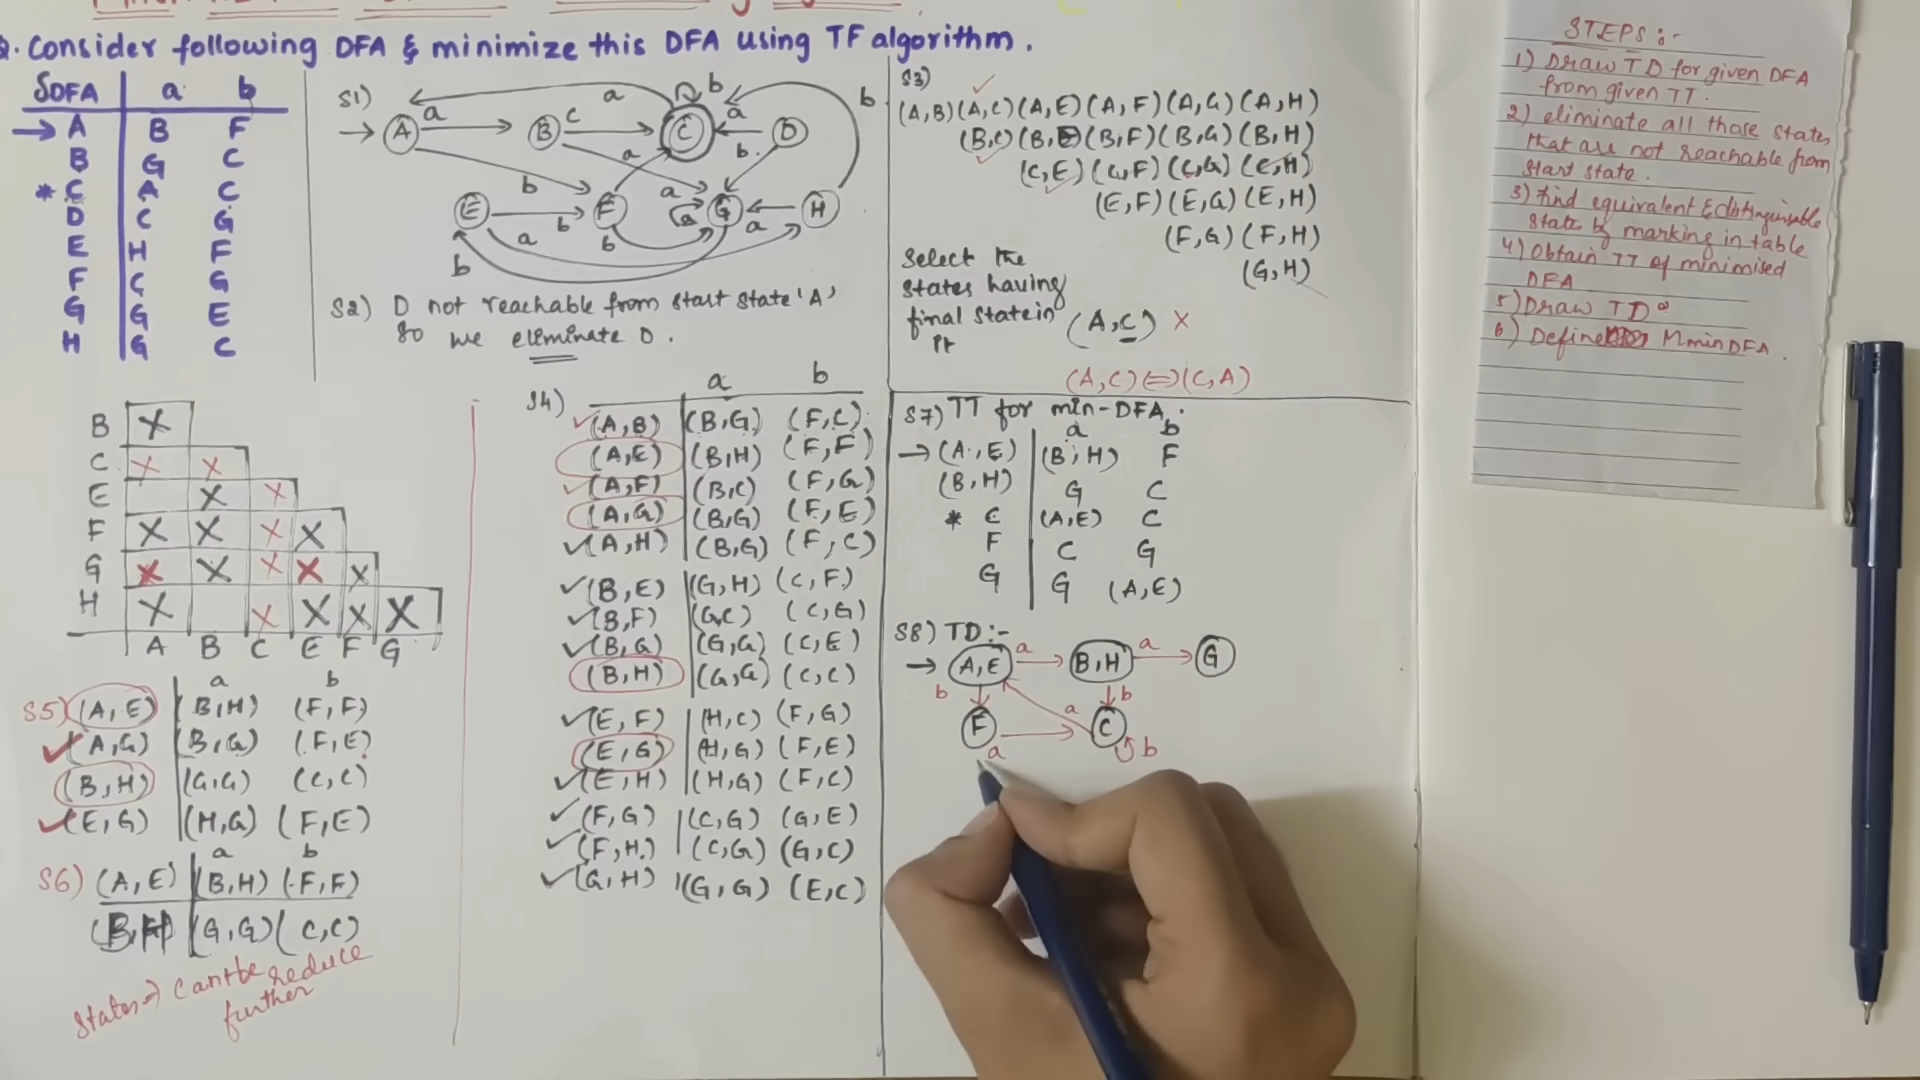 Q. Consider following DFA & minimize this DFA using TF algorithm.
δDFA a b
→ A B F
B G C
* C A C
D C G
E H F
F C G
G G E
H G C
S1)
A a B c C b D
a
a a b. b
b a
E b F G a H
a b a
b
S2) D not reachable from start state 'A'
So we eliminate D.
S3)
(A,B) (A,C) (A,E) (A,F) (A,G) (A,H)
(B,C) (B,E) (B,F) (B,G) (B,H)
(C,E) (C,F) (C,G) (C,H)
(E,F) (E,G) (E,H)
(F,G) (F,H)
(G,H)
Select the
states having
final state in
it
(A,C) X
(A,C) <=> (C,A)
STEPS :-
1) Draw TD for given DFA
from given TT.
2) eliminate all those states
that are not reachable from
start state.
3) find equivalent & distinguisable
state by marking in table
4) Obtain TT of minimised
DFA
5) Draw TD
6) Define MminDFA.
B X
C X X
E X X
F X X X X
G X X X X X
H X X X X X
A B C E F G
S4) a b
(A,B) (B,G) (F,C)
(A,E) (B,H) (F,F)
(A,F) (B,C) (F,G)
(A,G) (B,G) (F,E)
(A,H) (B,G) (F,C)
(B,E) (G,H) (C,F)
(B,F) (G,C) (C,G)
(B,G) (G,G) (C,E)
(B,H) (G,G) (C,C)
(E,F) (H,C) (F,G)
(E,G) (H,G) (F,E)
(E,H) (H,G) (F,C)
(F,G) (C,G) (G,E)
(F,H.) (C,G) (G,C)
(G,H) (G,G) (E,C)
a b
S5) (A,E) (B,H) (F,F)
(A,G) (B,G) (F,E)
(B,H) (G,G) (C,C)
(E,G) (H,G) (F,E)
a b
S6) (A,E) (B,H) (F,F)
(B,H) (G,G) (C,C)
states => can't be reduce
further
S7) TT for min-DFA.
a b
→ (A,E) (B,H) F
(B,H) G C
* C (A,E) C
F C G
G G (A,E)
S8) TD:-
→ A,E a B,H a G
b a b
F a C b